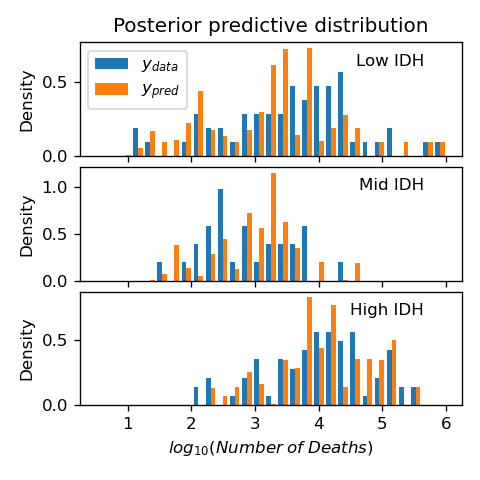 Posterior predictive distribution
Density
0.5
0.0
y_data
y_pred
Low IDH
Density
1.0
0.5
0.0
Mid IDH
Density
0.5
0.0
High IDH
1 2 3 4 5 6
log₁₀(Number of Deaths)